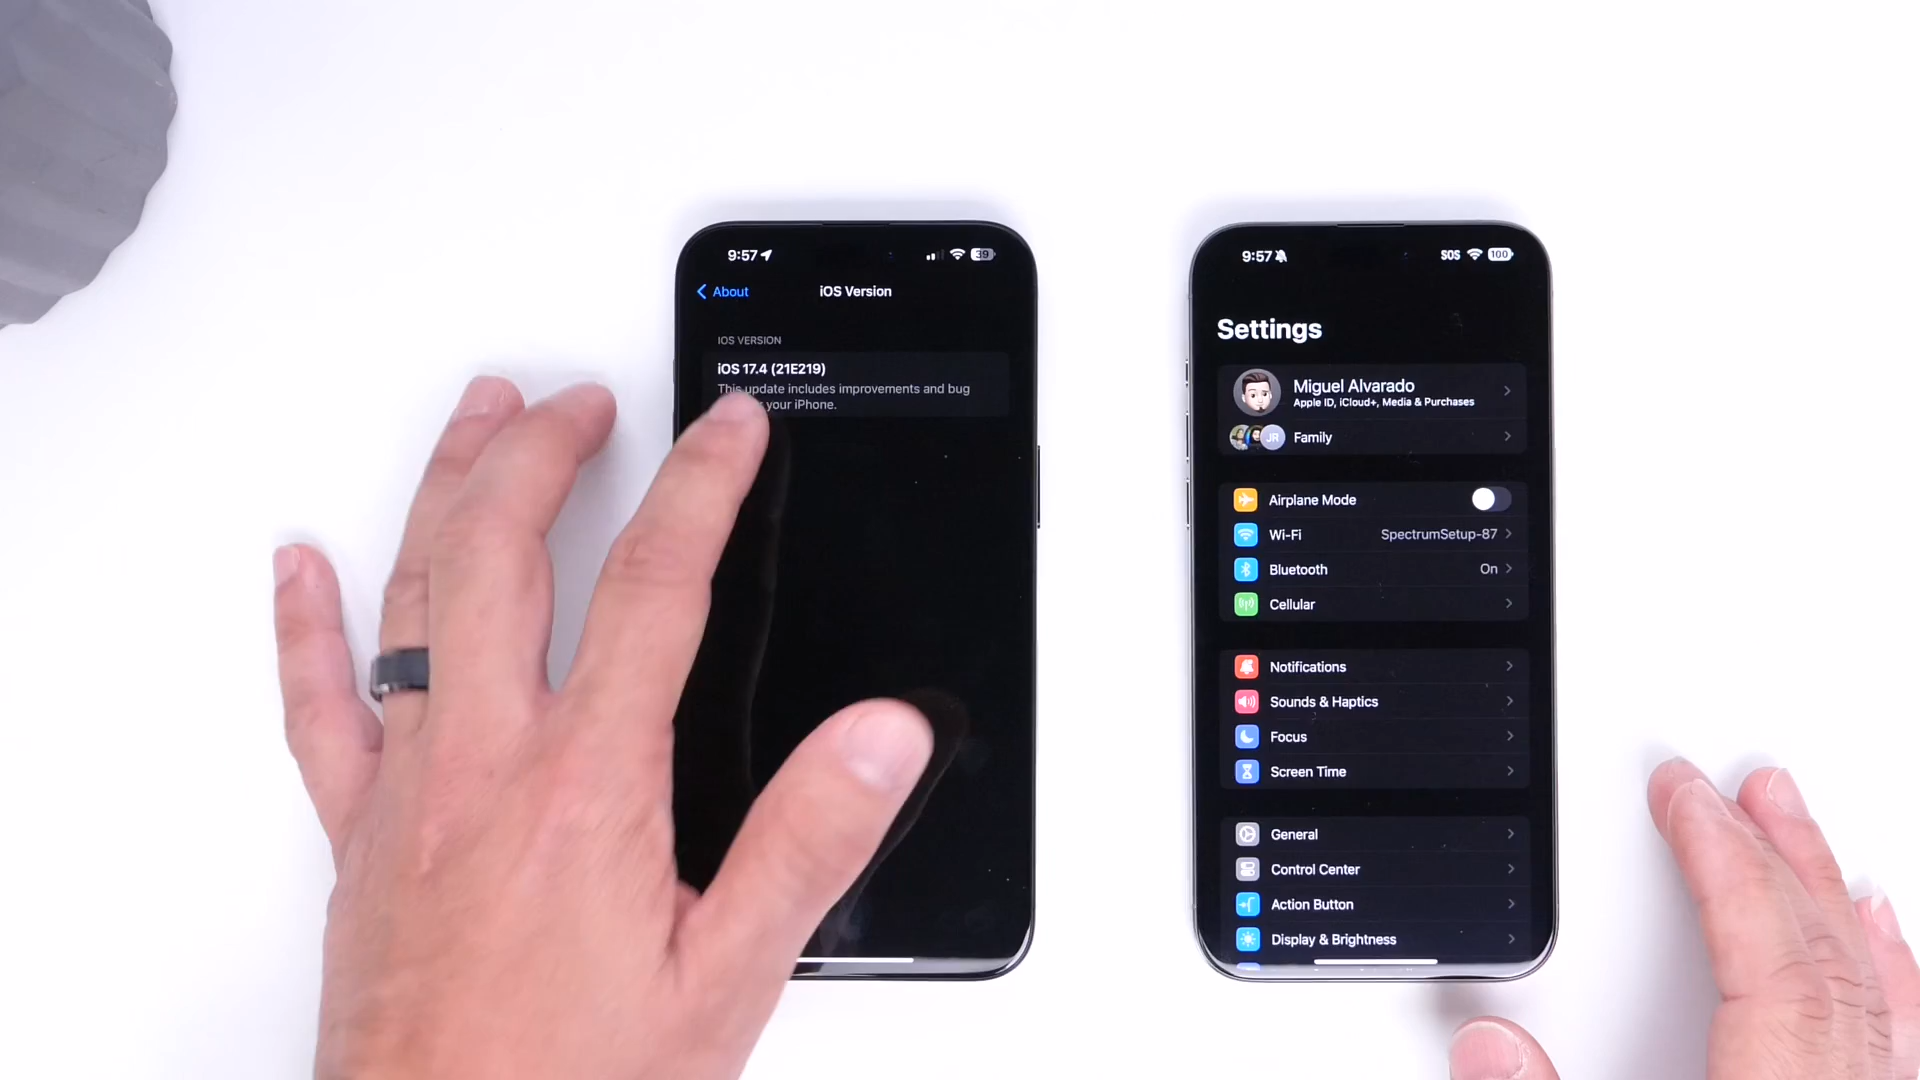 9:57
39
About
iOS Version
IOS VERSION
iOS 17.4 (21E219)
This update includes improvements and bug
your iPhone.
9:57
SOS
100
Settings
Miguel Alvarado
Apple ID, iCloud+, Media & Purchases
JR
Family
Airplane Mode
Wi-Fi
SpectrumSetup-87
Bluetooth
On
Cellular
Notifications
Sounds & Haptics
Focus
Screen Time
General
Control Center
Action Button
Display & Brightness